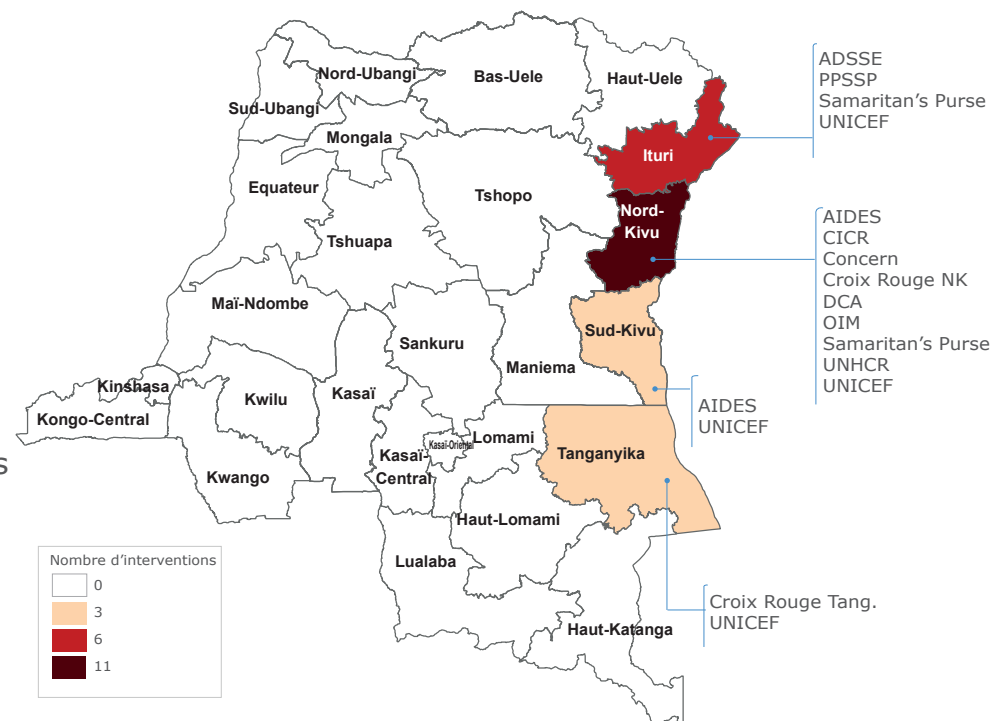 Nord-Ubangi
Bas-Uele
Haut-Uele
Sud-Ubangi
Mongala
Ituri
Equateur
Tshopo
Nord-
Kivu
Tshuapa
Maï-Ndombe
Sankuru
Sud-Kivu
Maniema
Kinshasa
Kongo-Central
Kwilu
Kasaï
Lomami
Kasaï-Oriental
Kasaï-
Central
Tanganyika
Kwango
s
Haut-Lomami
Lualaba
Haut-Katanga
ADSSE
PPSSP
Samaritan’s Purse
UNICEF
AIDES
CICR
Concern
Croix Rouge NK
DCA
OIM
Samaritan’s Purse
UNHCR
UNICEF
AIDES
UNICEF
Croix Rouge Tang.
UNICEF
Nombre d’interventions
0
3
6
11